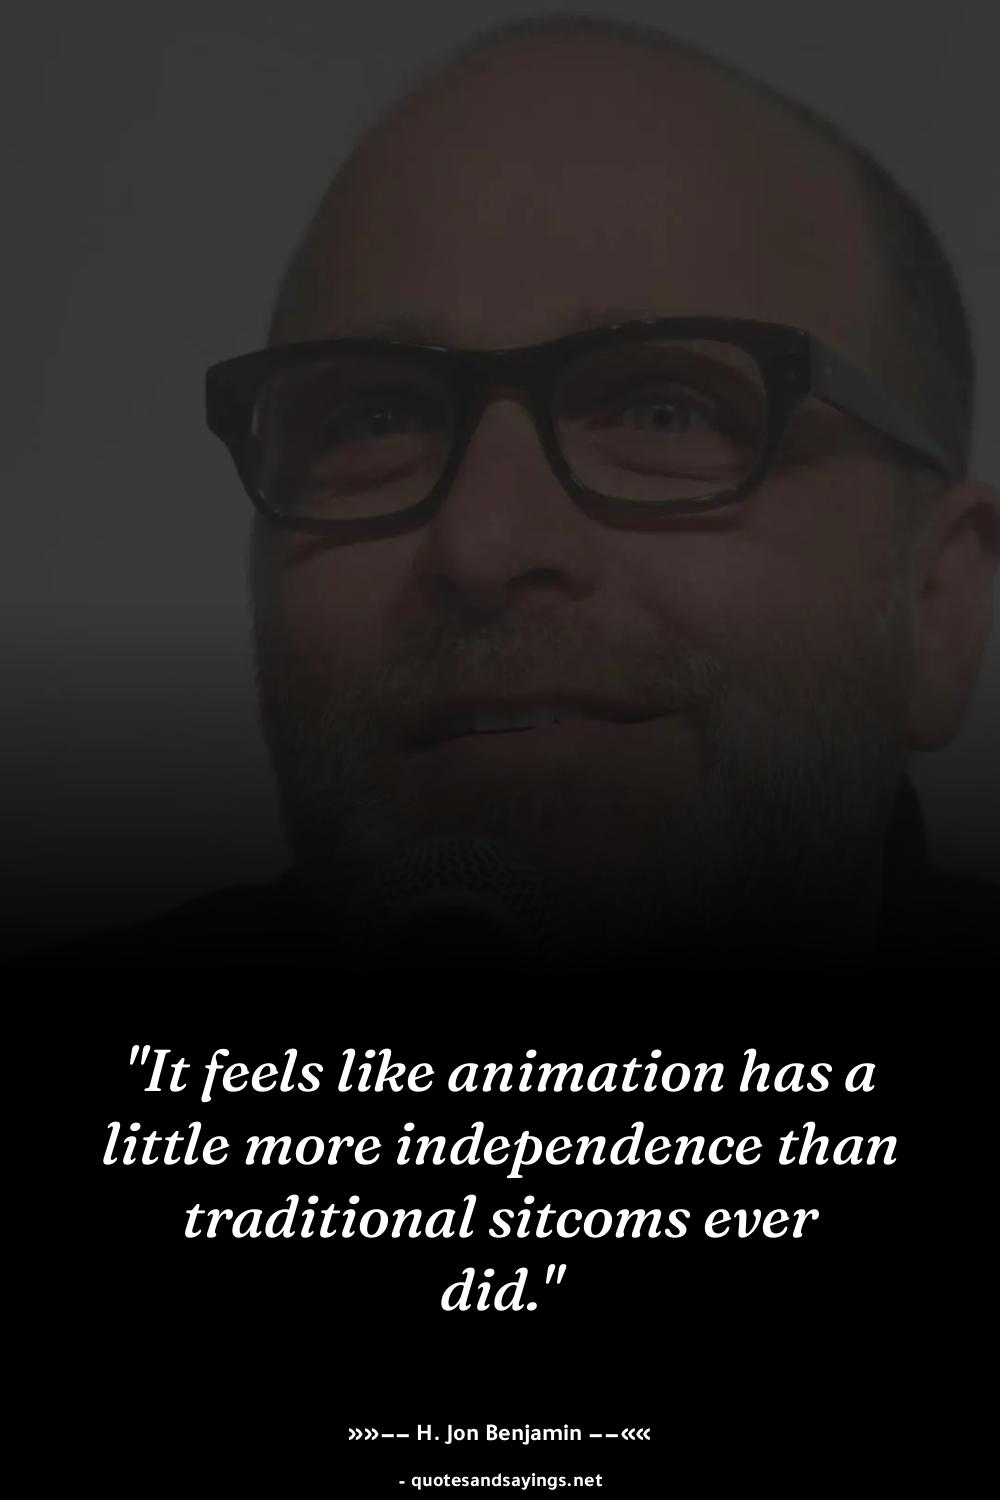 "It feels like animation has a
little more independence than
traditional sitcoms ever
did."
»»−− H. Jon Benjamin −−««
- quotesandsayings.net